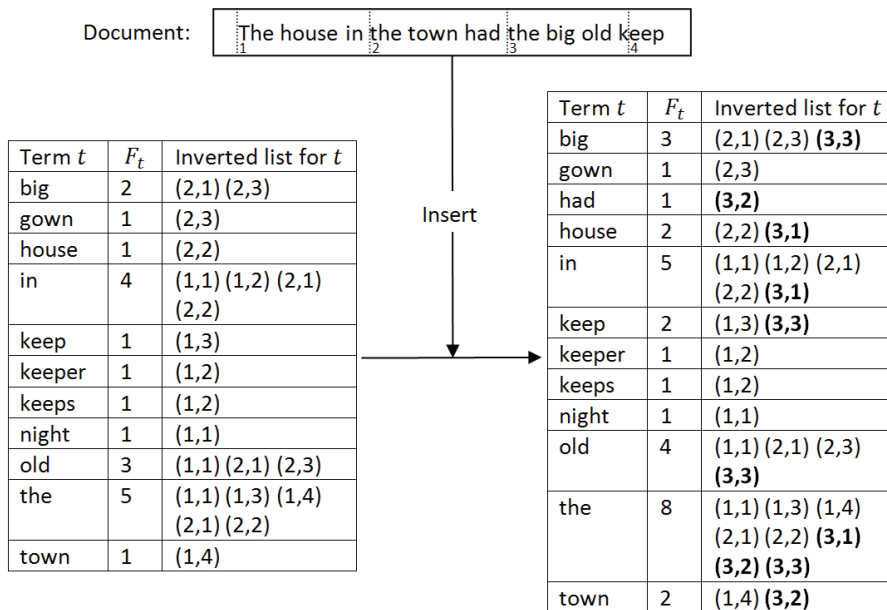 Document: The house in the town had the big old keep
1 2 3 4
Term t F_t Inverted list for t
big 2 (2,1) (2,3)
gown 1 (2,3)
house 1 (2,2)
in 4 (1,1) (1,2) (2,1)
(2,2)
keep 1 (1,3)
keeper 1 (1,2)
keeps 1 (1,2)
night 1 (1,1)
old 3 (1,1) (2,1) (2,3)
the 5 (1,1) (1,3) (1,4)
(2,1) (2,2)
town 1 (1,4)
Insert
Term t F_t Inverted list for t
big 3 (2,1) (2,3) (3,3)
gown 1 (2,3)
had 1 (3,2)
house 2 (2,2) (3,1)
in 5 (1,1) (1,2) (2,1)
(2,2) (3,1)
keep 2 (1,3) (3,3)
keeper 1 (1,2)
keeps 1 (1,2)
night 1 (1,1)
old 4 (1,1) (2,1) (2,3)
(3,3)
the 8 (1,1) (1,3) (1,4)
(2,1) (2,2) (3,1)
(3,2) (3,3)
town 2 (1,4) (3,2)